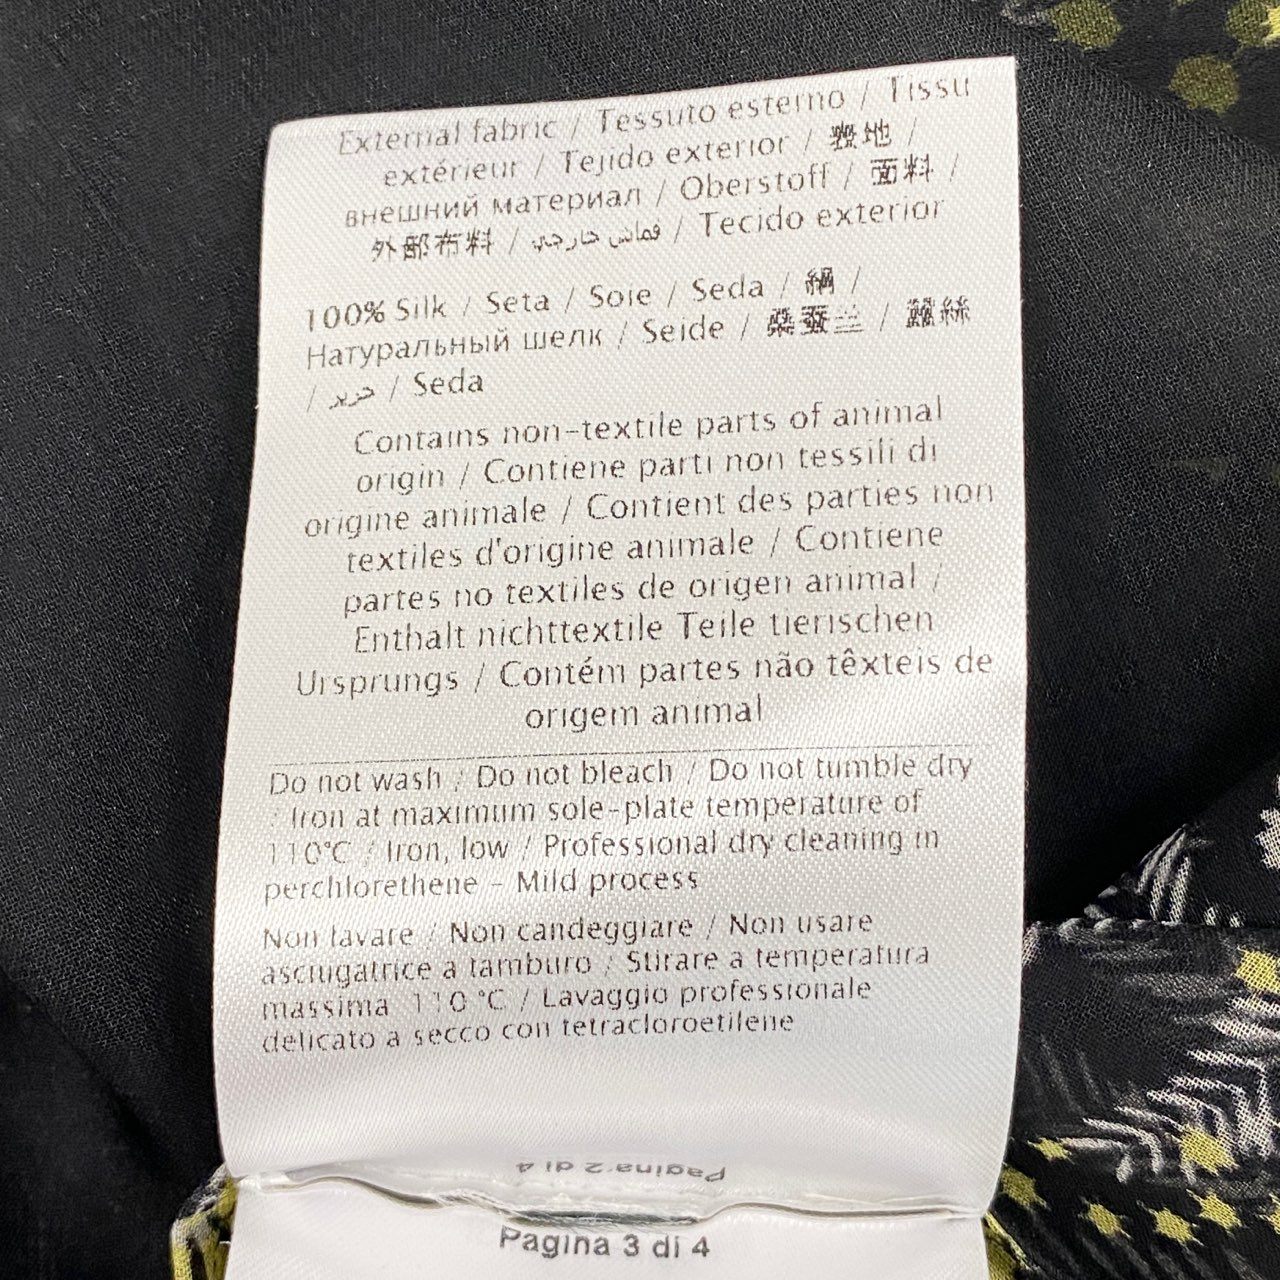 External fabric / Tessuto esterno / Tissu
extérieur / Tejido exterior / 表地 /
внешний материал / Oberstoff / 面料 /
外部布料 / قماش خارجي / Tecido exterior
100% Silk / Seta / Soie / Seda / 絹 /
Натуральный шелк / Seide / 桑蚕丝 / 蠶絲
/ حرير / Seda
Contains non-textile parts of animal
origin / Contiene parti non tessili di
origine animale / Contient des parties non
textiles d'origine animale / Contiene
partes no textiles de origen animal /
Enthalt nichttextile Teile tierischen
Ursprungs / Contém partes não têxteis de
origem animal
Do not wash / Do not bleach / Do not tumble dry
/ Iron at maximum sole-plate temperature of
110°C / Iron, low / Professional dry cleaning in
perchlorethene - Mild process
Non lavare / Non candeggiare / Non usare
asciugatrice a tamburo / Stirare a temperatura
massima 110 °C / Lavaggio professionale
delicato a secco con tetracloroetilene
Pagina 2 di 4
Pagina 3 di 4